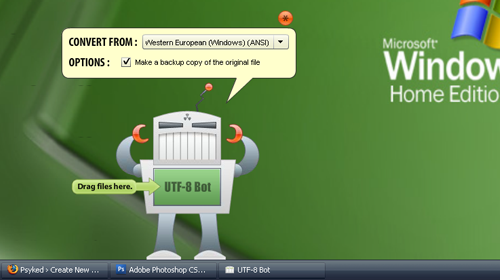 CONVERT FROM :
Western European (Windows) (ANSI)
OPTIONS :
Make a backup copy of the original file
Microsoft®
Window
Home Edition
Drag files here.
UTF-8 Bot
Psyked › Create New ...
Adobe Photoshop CS...
UTF-8 Bot